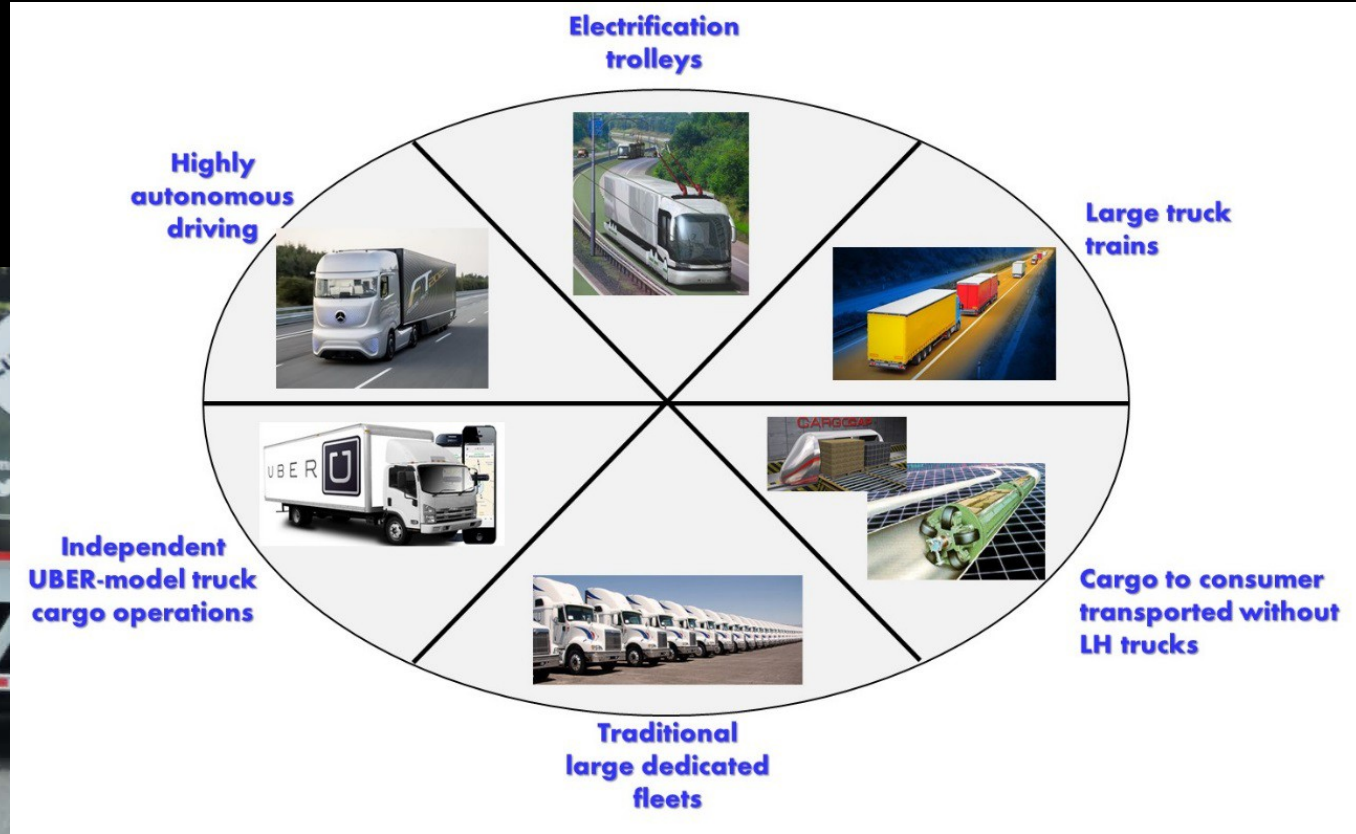 Electrification
trolleys
Highly
autonomous
driving
Large truck
trains
CARGOCAP
UBER
Independent
UBER-model truck
cargo operations
Cargo to consumer
transported without
LH trucks
Traditional
large dedicated
fleets